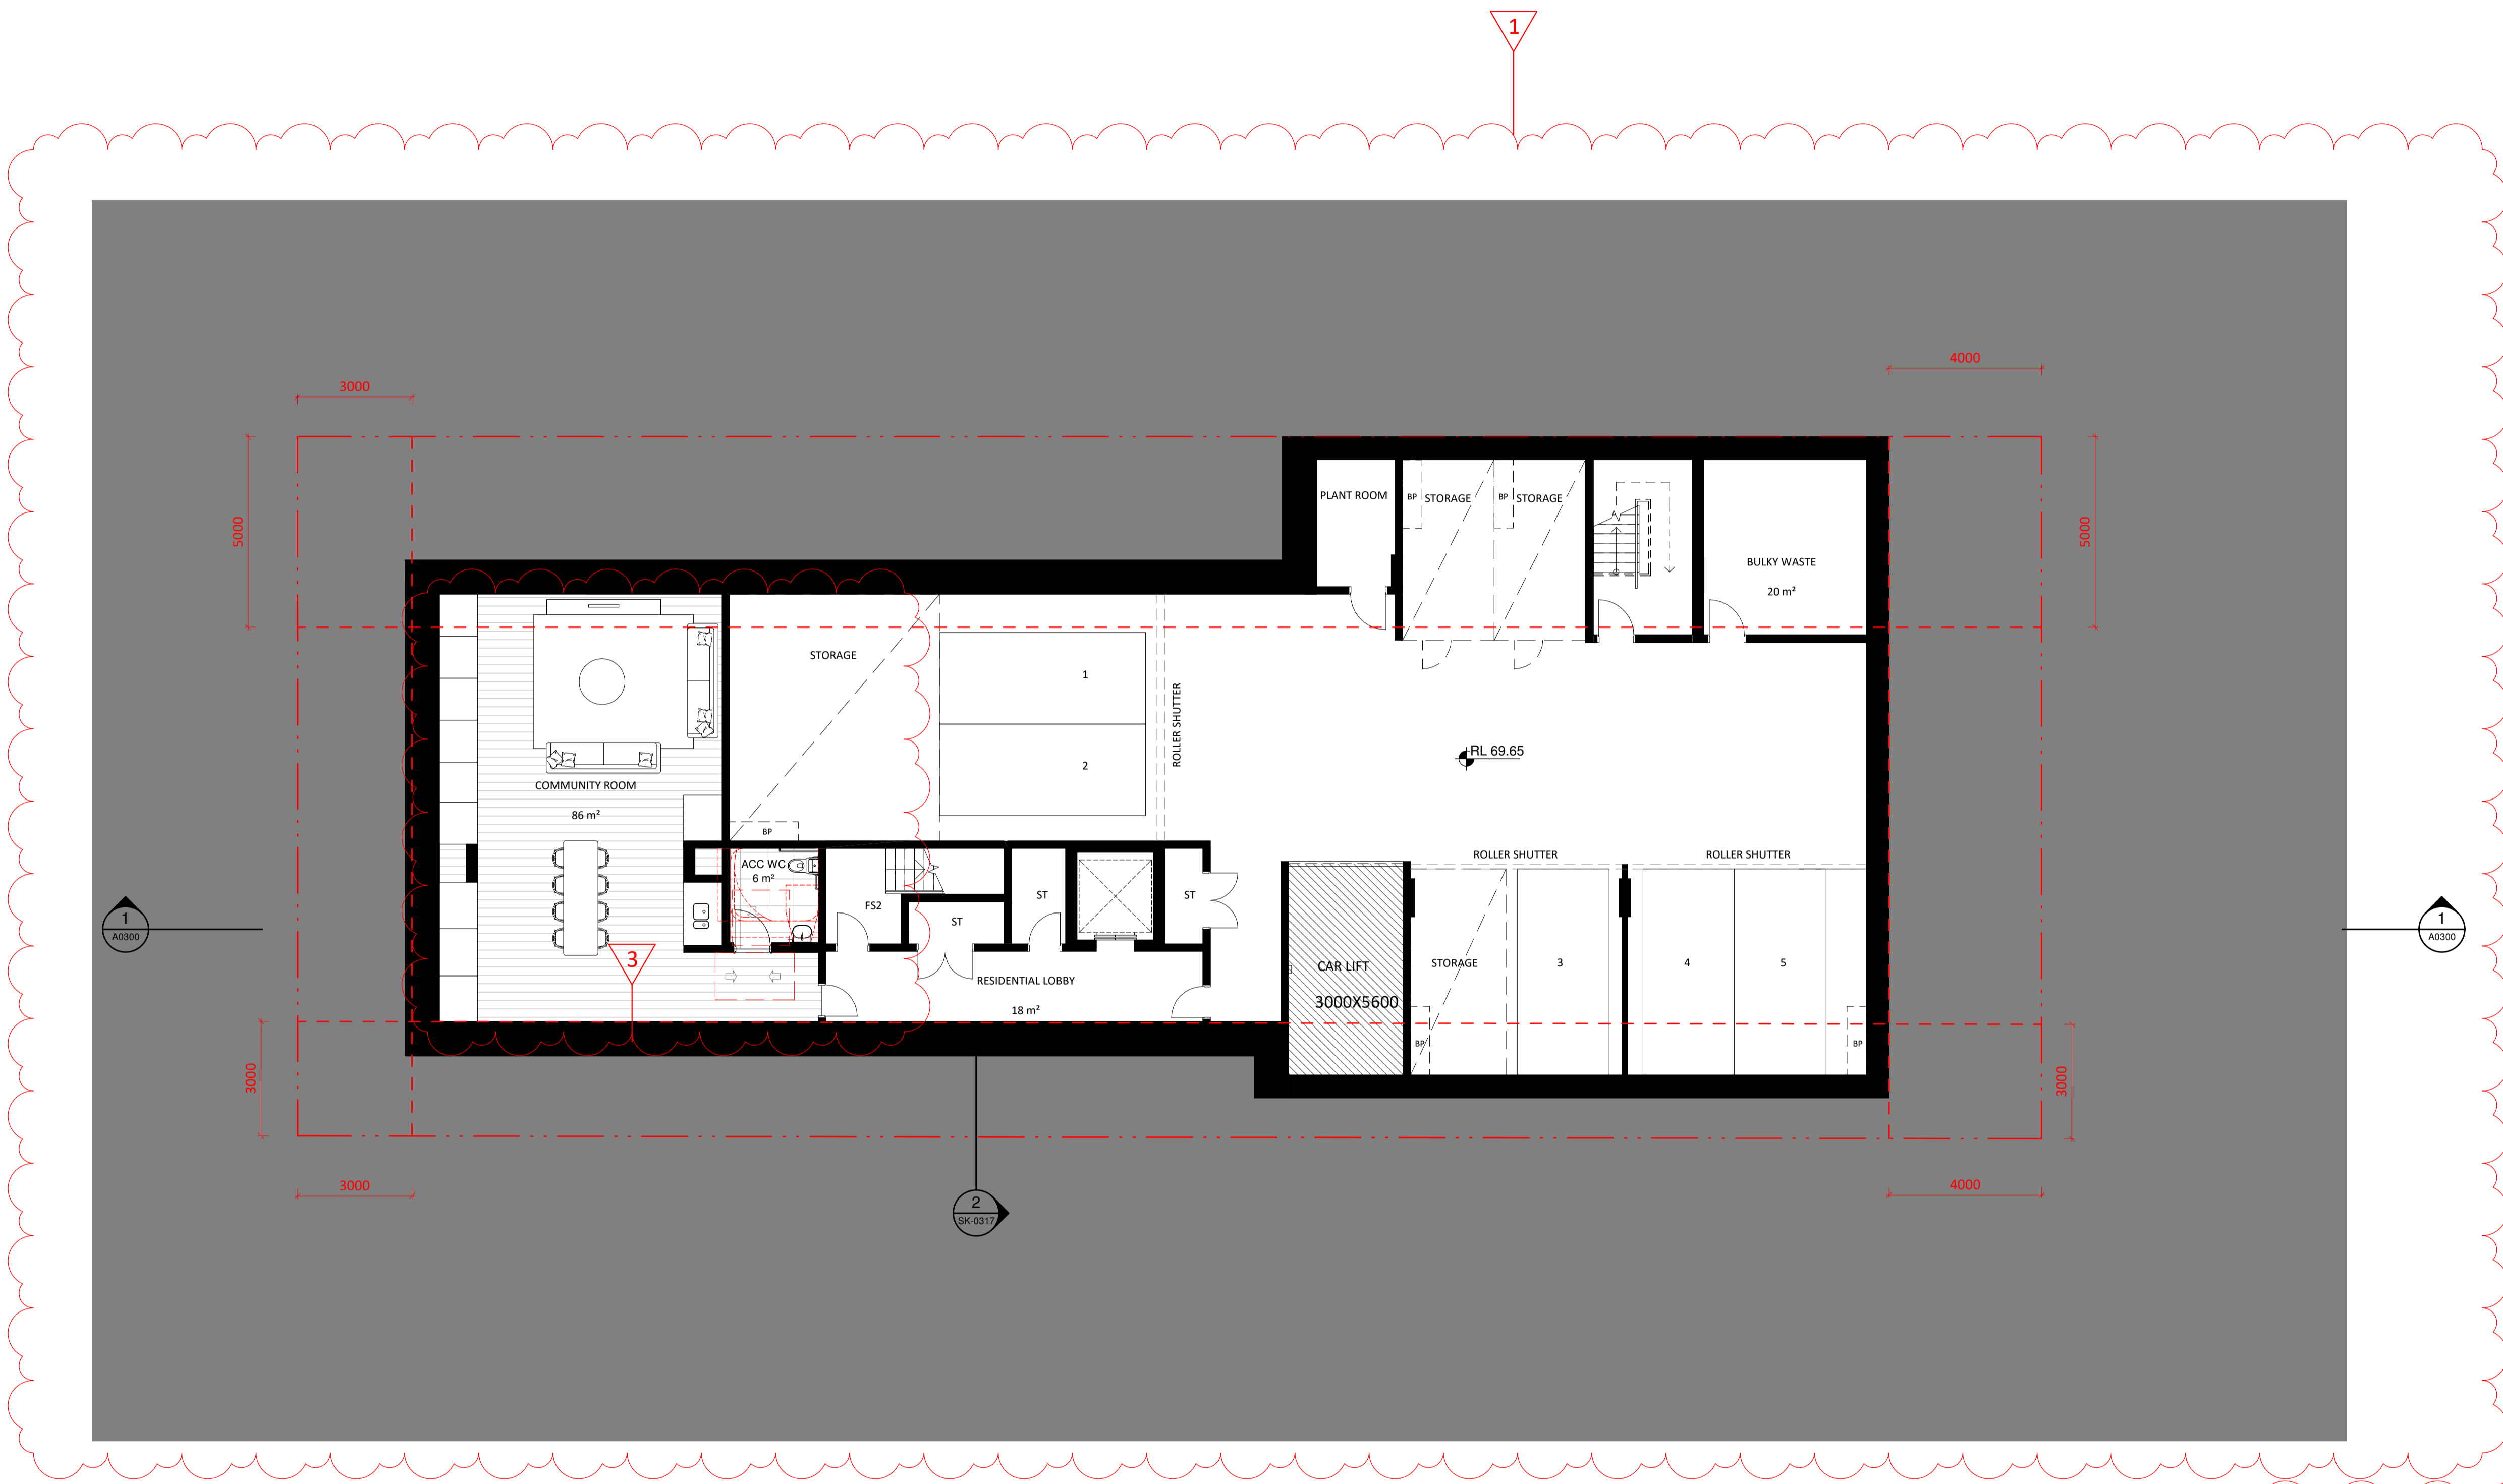 1
4000
3000
5000
5000
PLANT ROOM
BP
STORAGE
BP
STORAGE
BULKY WASTE
20 m²
STORAGE
1
ROLLER SHUTTER
2
RL 69.65
COMMUNITY ROOM
86 m²
BP
ACC WC
6 m²
FS2
ST
ST
ST
ROLLER SHUTTER
ROLLER SHUTTER
1
A0300
1
A0300
3
RESIDENTIAL LOBBY
18 m²
CAR LIFT
3000X5600
STORAGE
3
4
5
BP
BP
3000
3000
3000
4000
2
SK-0317